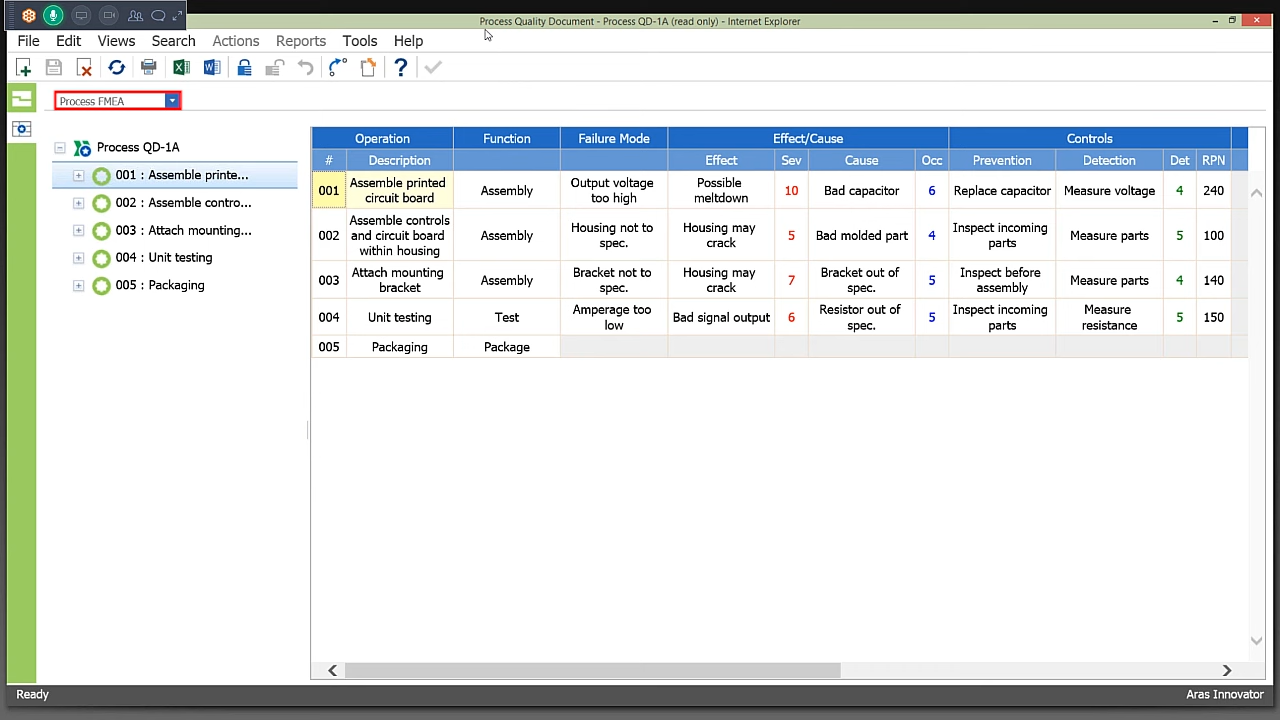 Process Quality Document - Process QD-1A (read only) - Internet Explorer
File Edit Views Search Actions Reports Tools Help
Process FMEA
Process QD-1A
001 : Assemble printe...
002 : Assemble contro...
003 : Attach mounting...
004 : Unit testing
005 : Packaging
Operation Function Failure Mode Effect/Cause Controls
# Description Effect Sev Cause Occ Prevention Detection Det RPN
001 Assemble printed circuit board Assembly Output voltage too high Possible meltdown 10 Bad capacitor 6 Replace capacitor Measure voltage 4 240
002 Assemble controls and circuit board within housing Assembly Housing not to spec. Housing may crack 5 Bad molded part 4 Inspect incoming parts Measure parts 5 100
003 Attach mounting bracket Assembly Bracket not to spec. Housing may crack 7 Bracket out of spec. 5 Inspect before assembly Measure parts 4 140
004 Unit testing Test Amperage too low Bad signal output 6 Resistor out of spec. 5 Inspect incoming parts Measure resistance 5 150
005 Packaging Package
Ready
Aras Innovator